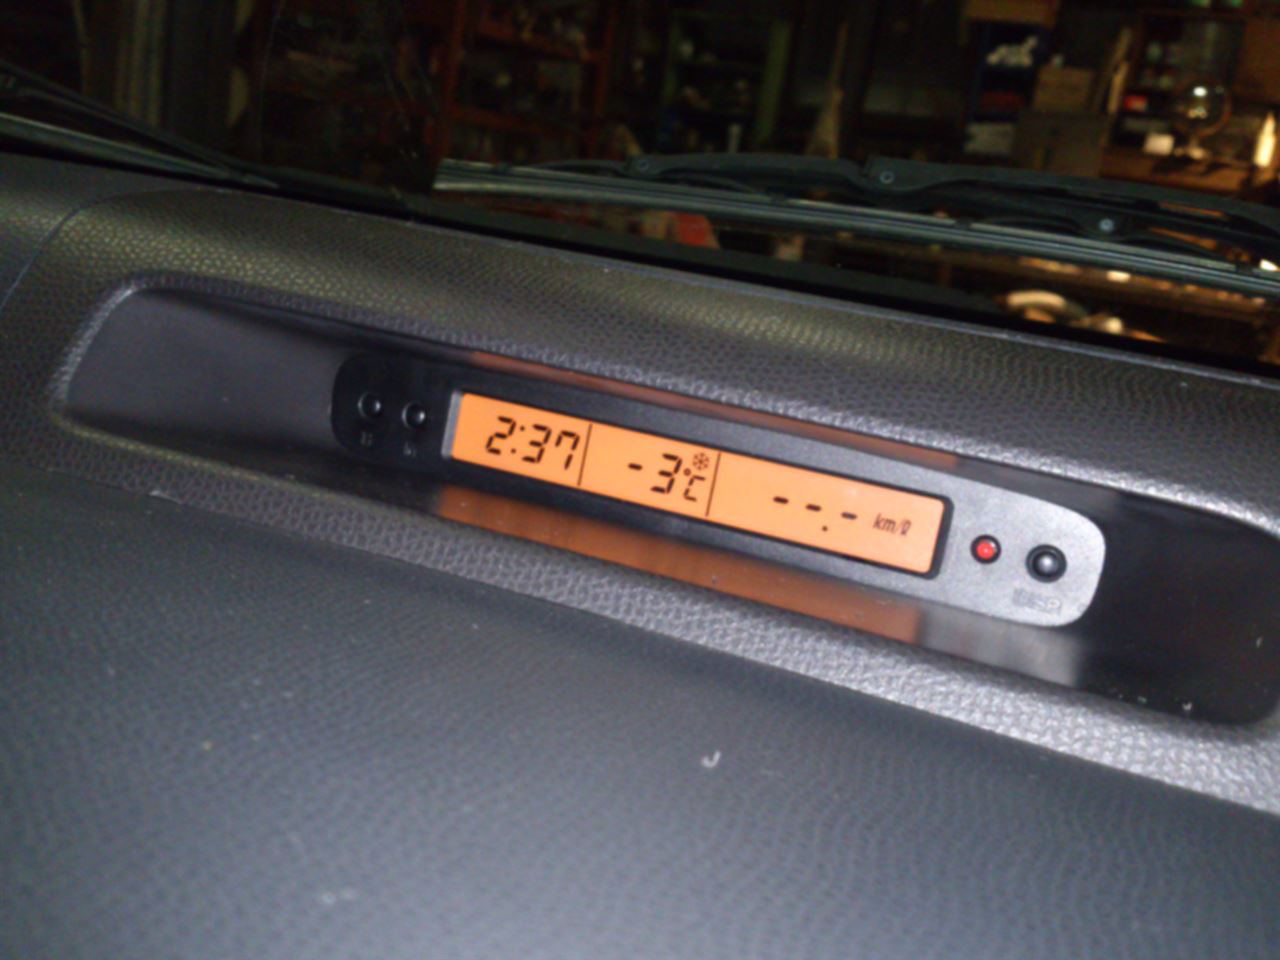 2:37 -3°C --.- km/ℓ
DISP